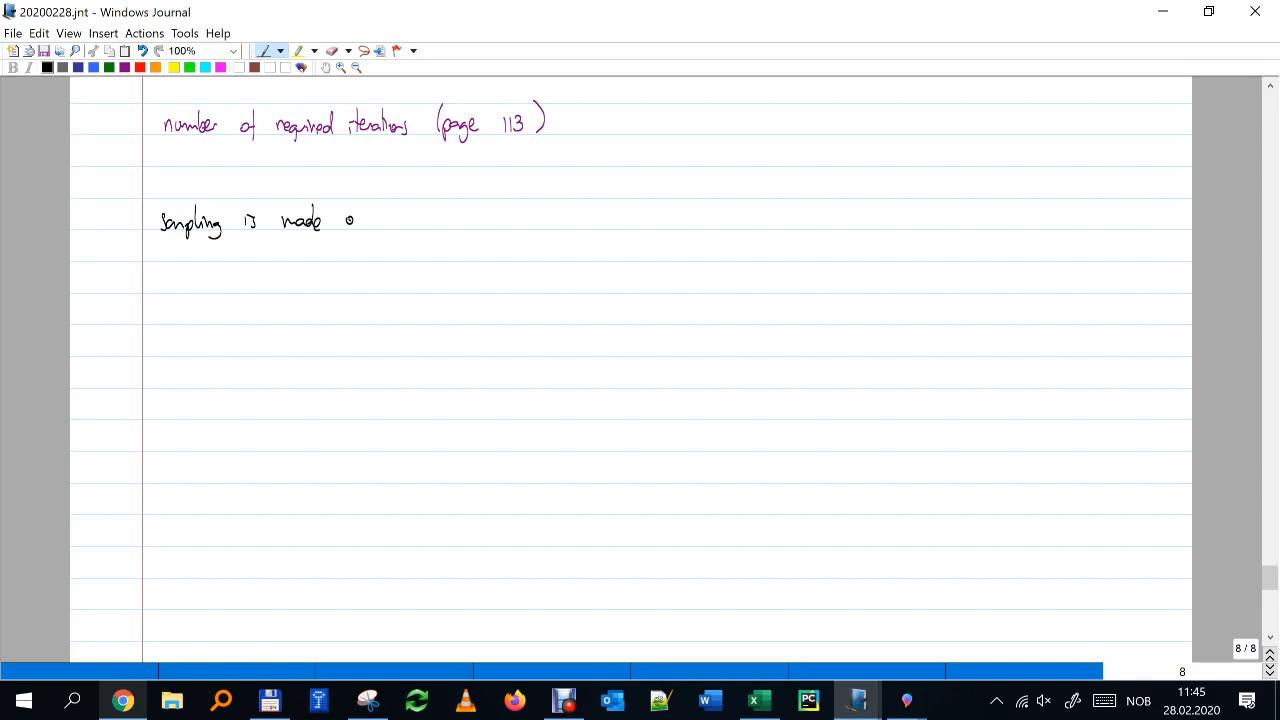 20200228.jnt - Windows Journal
File Edit View Insert Actions Tools Help
100%
B I
number of required iterations (page 113)
sampling is made o
8 / 8
8
NOB
11:45
28.02.2020